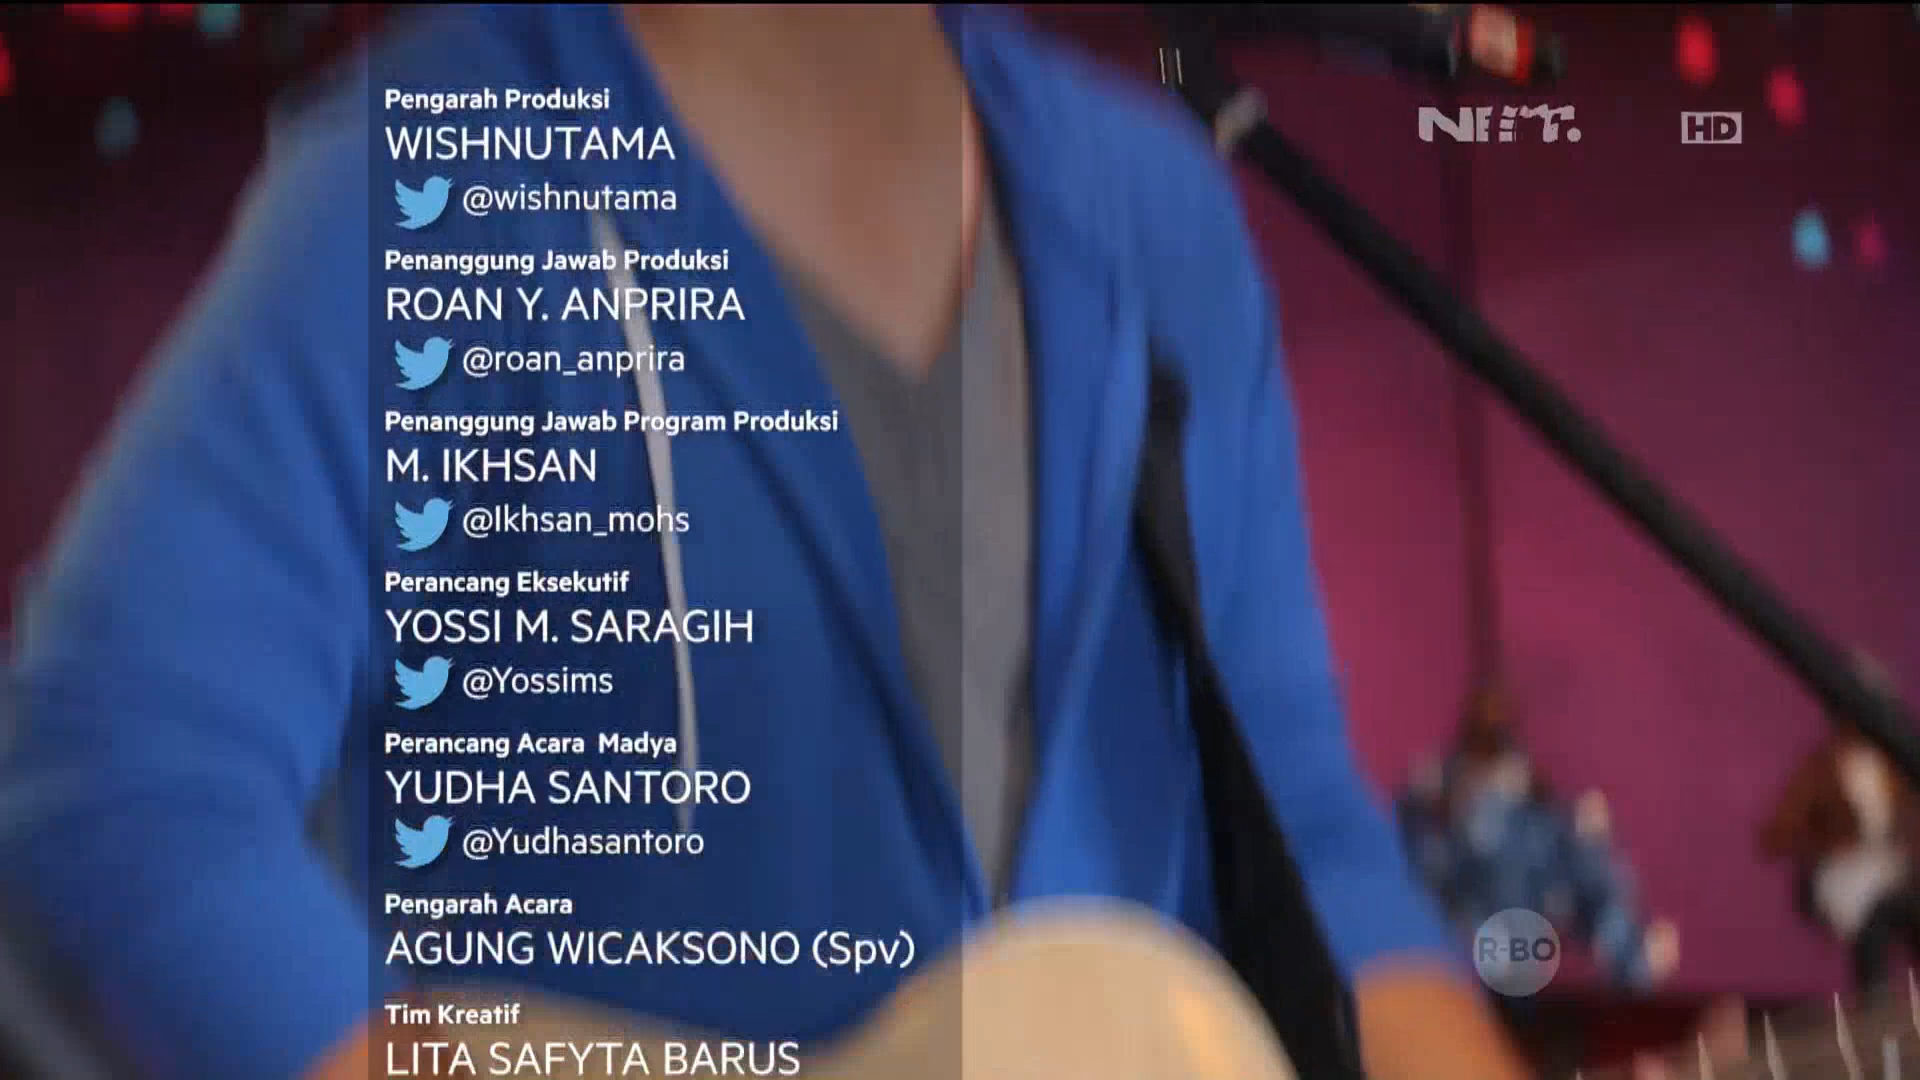 Pengarah Produksi
WISHNUTAMA
@wishnutama
Penanggung Jawab Produksi
ROAN Y. ANPRIRA
@roan_anprira
Penanggung Jawab Program Produksi
M. IKHSAN
@Ikhsan_mohs
Perancang Eksekutif
YOSSI M. SARAGIH
@Yossims
Perancang Acara Madya
YUDHA SANTORO
@Yudhasantoro
Pengarah Acara
AGUNG WICAKSONO (Spv)
Tim Kreatif
LITA SAFYTA BARUS
NET.
HD
R-BO